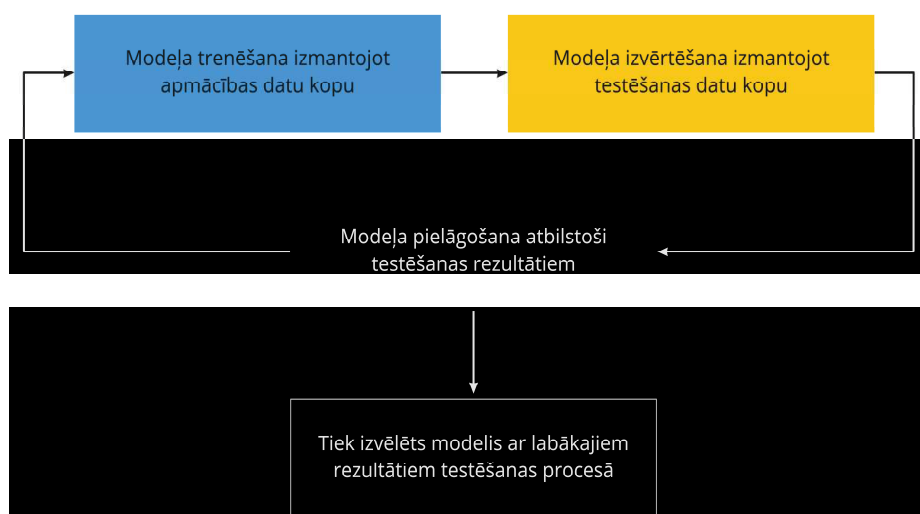 Modeļa trenēšana izmantojot
apmācības datu kopu
Modeļa izvērtēšana izmantojot
testēšanas datu kopu
Modeļa pielāgošana atbilstoši
testēšanas rezultātiem
Tiek izvēlēts modelis ar labākajiem
rezultātiem testēšanas procesā